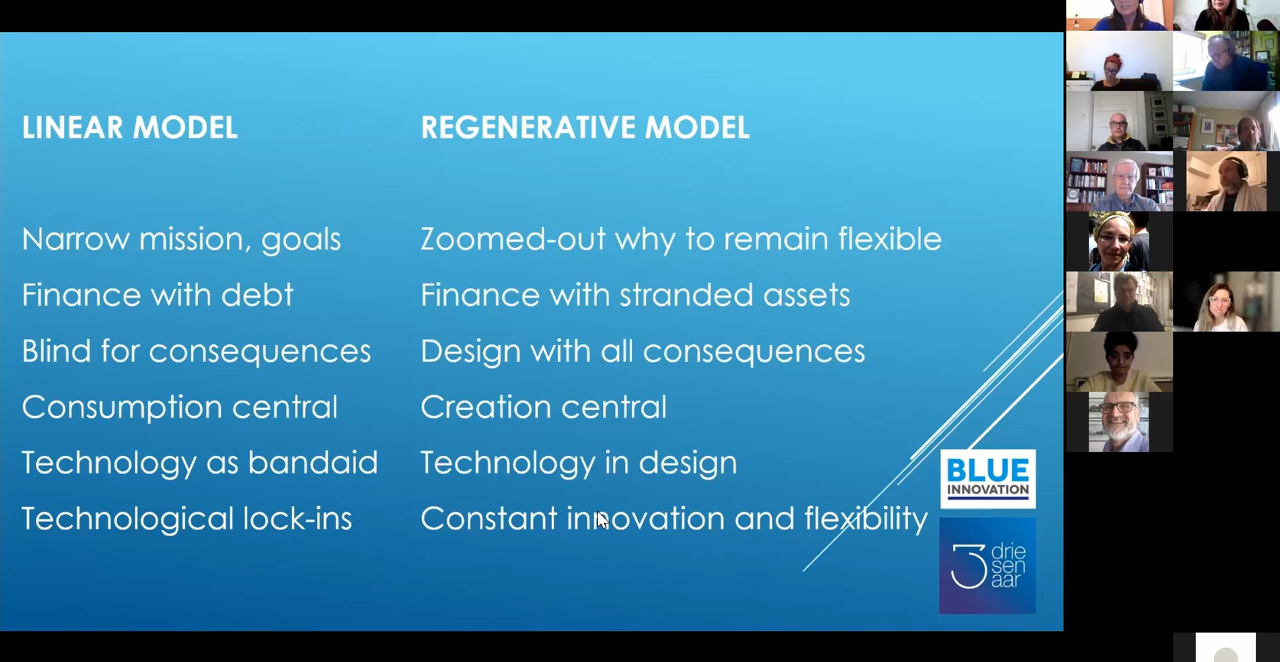 LINEAR MODEL
Narrow mission, goals
Finance with debt
Blind for consequences
Consumption central
Technology as bandaid
Technological lock-ins
REGENERATIVE MODEL
Zoomed-out why to remain flexible
Finance with stranded assets
Design with all consequences
Creation central
Technology in design
Constant innovation and flexibility
BLUE
INNOVATION
3
drie
sen
aar